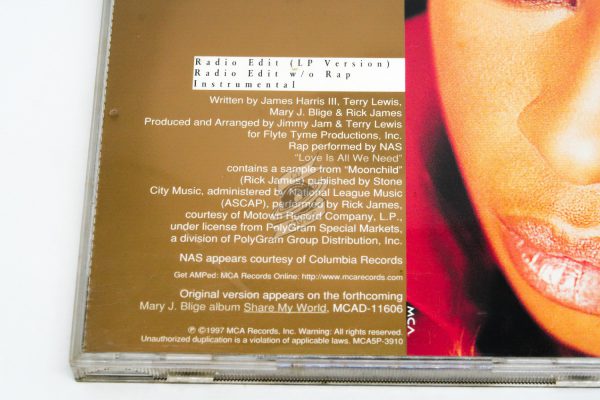 Radio Edit (LP Version)
Radio Edit w/o Rap
Instrumental
Written by James Harris III, Terry Lewis,
Mary J. Blige & Rick James
Produced and Arranged by Jimmy Jam & Terry Lewis
for Flyte Tyme Productions, Inc.
Rap performed by NAS
"Love Is All We Need"
contains a sample from "Moonchild"
(Rick James) published by Stone
City Music, administered by National League Music
(ASCAP), performed by Rick James,
courtesy of Motown Record Company, L.P.,
under license from PolyGram Special Markets,
a division of PolyGram Group Distribution, Inc.
NAS appears courtesy of Columbia Records
Get AMPed: MCA Records Online: http://www.mcarecords.com
Original version appears on the forthcoming
Mary J. Blige album Share My World, MCAD-11606
℗©1997 MCA Records, Inc. Warning: All rights reserved.
Unauthorized duplication is a violation of applicable laws. MCA5P-3910
MCA